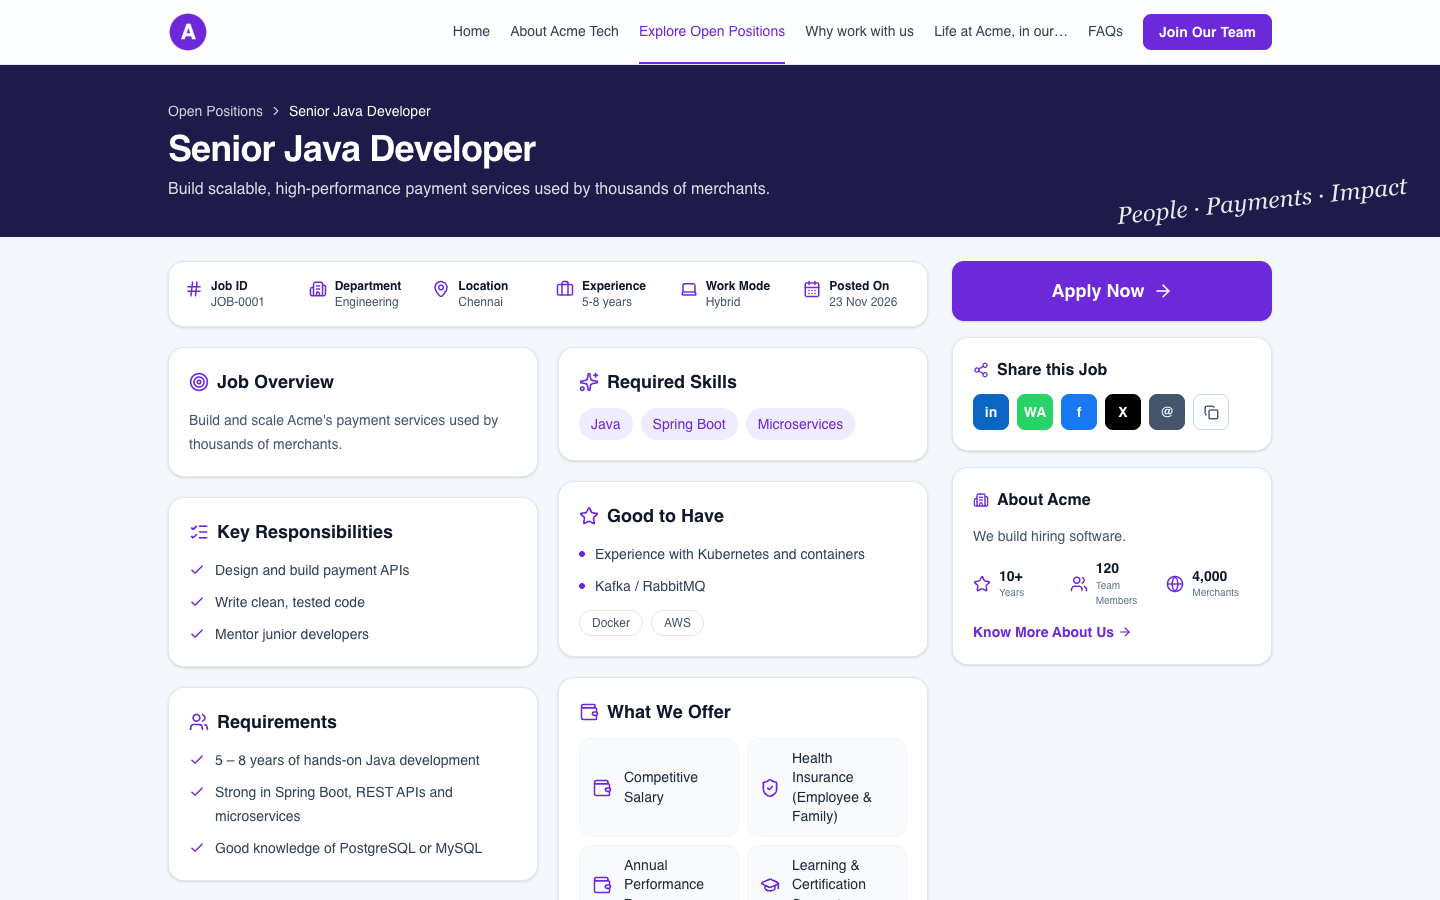 A
Home
About Acme Tech
Explore Open Positions
Why work with us
Life at Acme, in our…
FAQs
Join Our Team
Open Positions > Senior Java Developer
Senior Java Developer
Build scalable, high-performance payment services used by thousands of merchants.
People · Payments · Impact
Job ID
JOB-0001
Department
Engineering
Location
Chennai
Experience
5-8 years
Work Mode
Hybrid
Posted On
23 Nov 2026
Job Overview
Build and scale Acme's payment services used by
thousands of merchants.
Key Responsibilities
Design and build payment APIs
Write clean, tested code
Mentor junior developers
Requirements
5 – 8 years of hands-on Java development
Strong in Spring Boot, REST APIs and
microservices
Good knowledge of PostgreSQL or MySQL
Required Skills
Java
Spring Boot
Microservices
Good to Have
Experience with Kubernetes and containers
Kafka / RabbitMQ
Docker
AWS
What We Offer
Competitive
Salary
Health
Insurance
(Employee &
Family)
Annual
Performance
Learning &
Certification
Apply Now
Share this Job
in
WA
f
X
@
About Acme
We build hiring software.
10+
Years
120
Team
Members
4,000
Merchants
Know More About Us